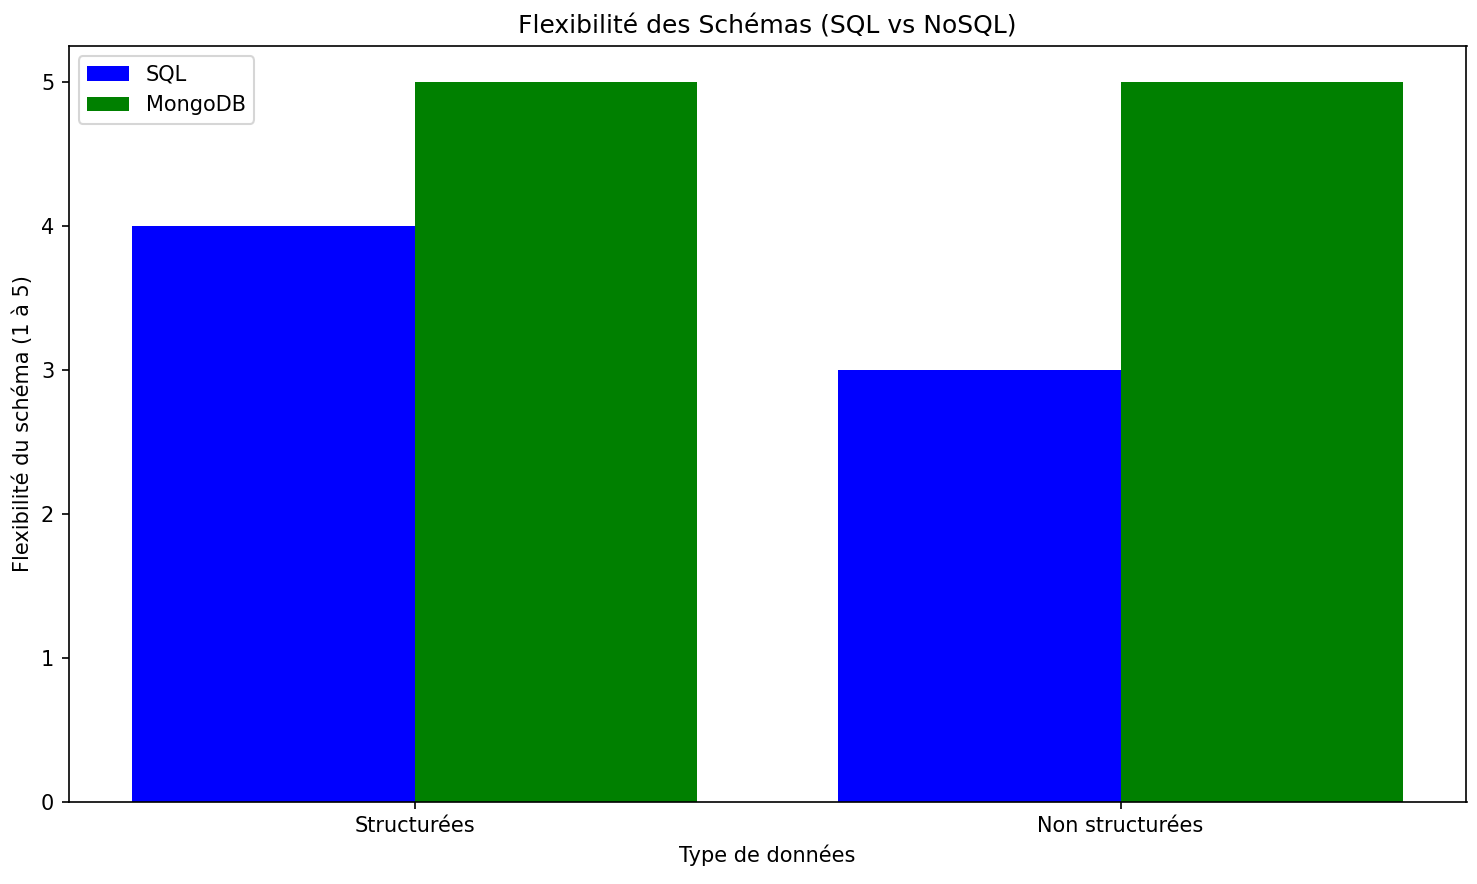 Flexibilité des Schémas (SQL vs NoSQL)
SQL
MongoDB
Flexibilité du schéma (1 à 5)
5
4
3
2
1
0
Structurées
Non structurées
Type de données